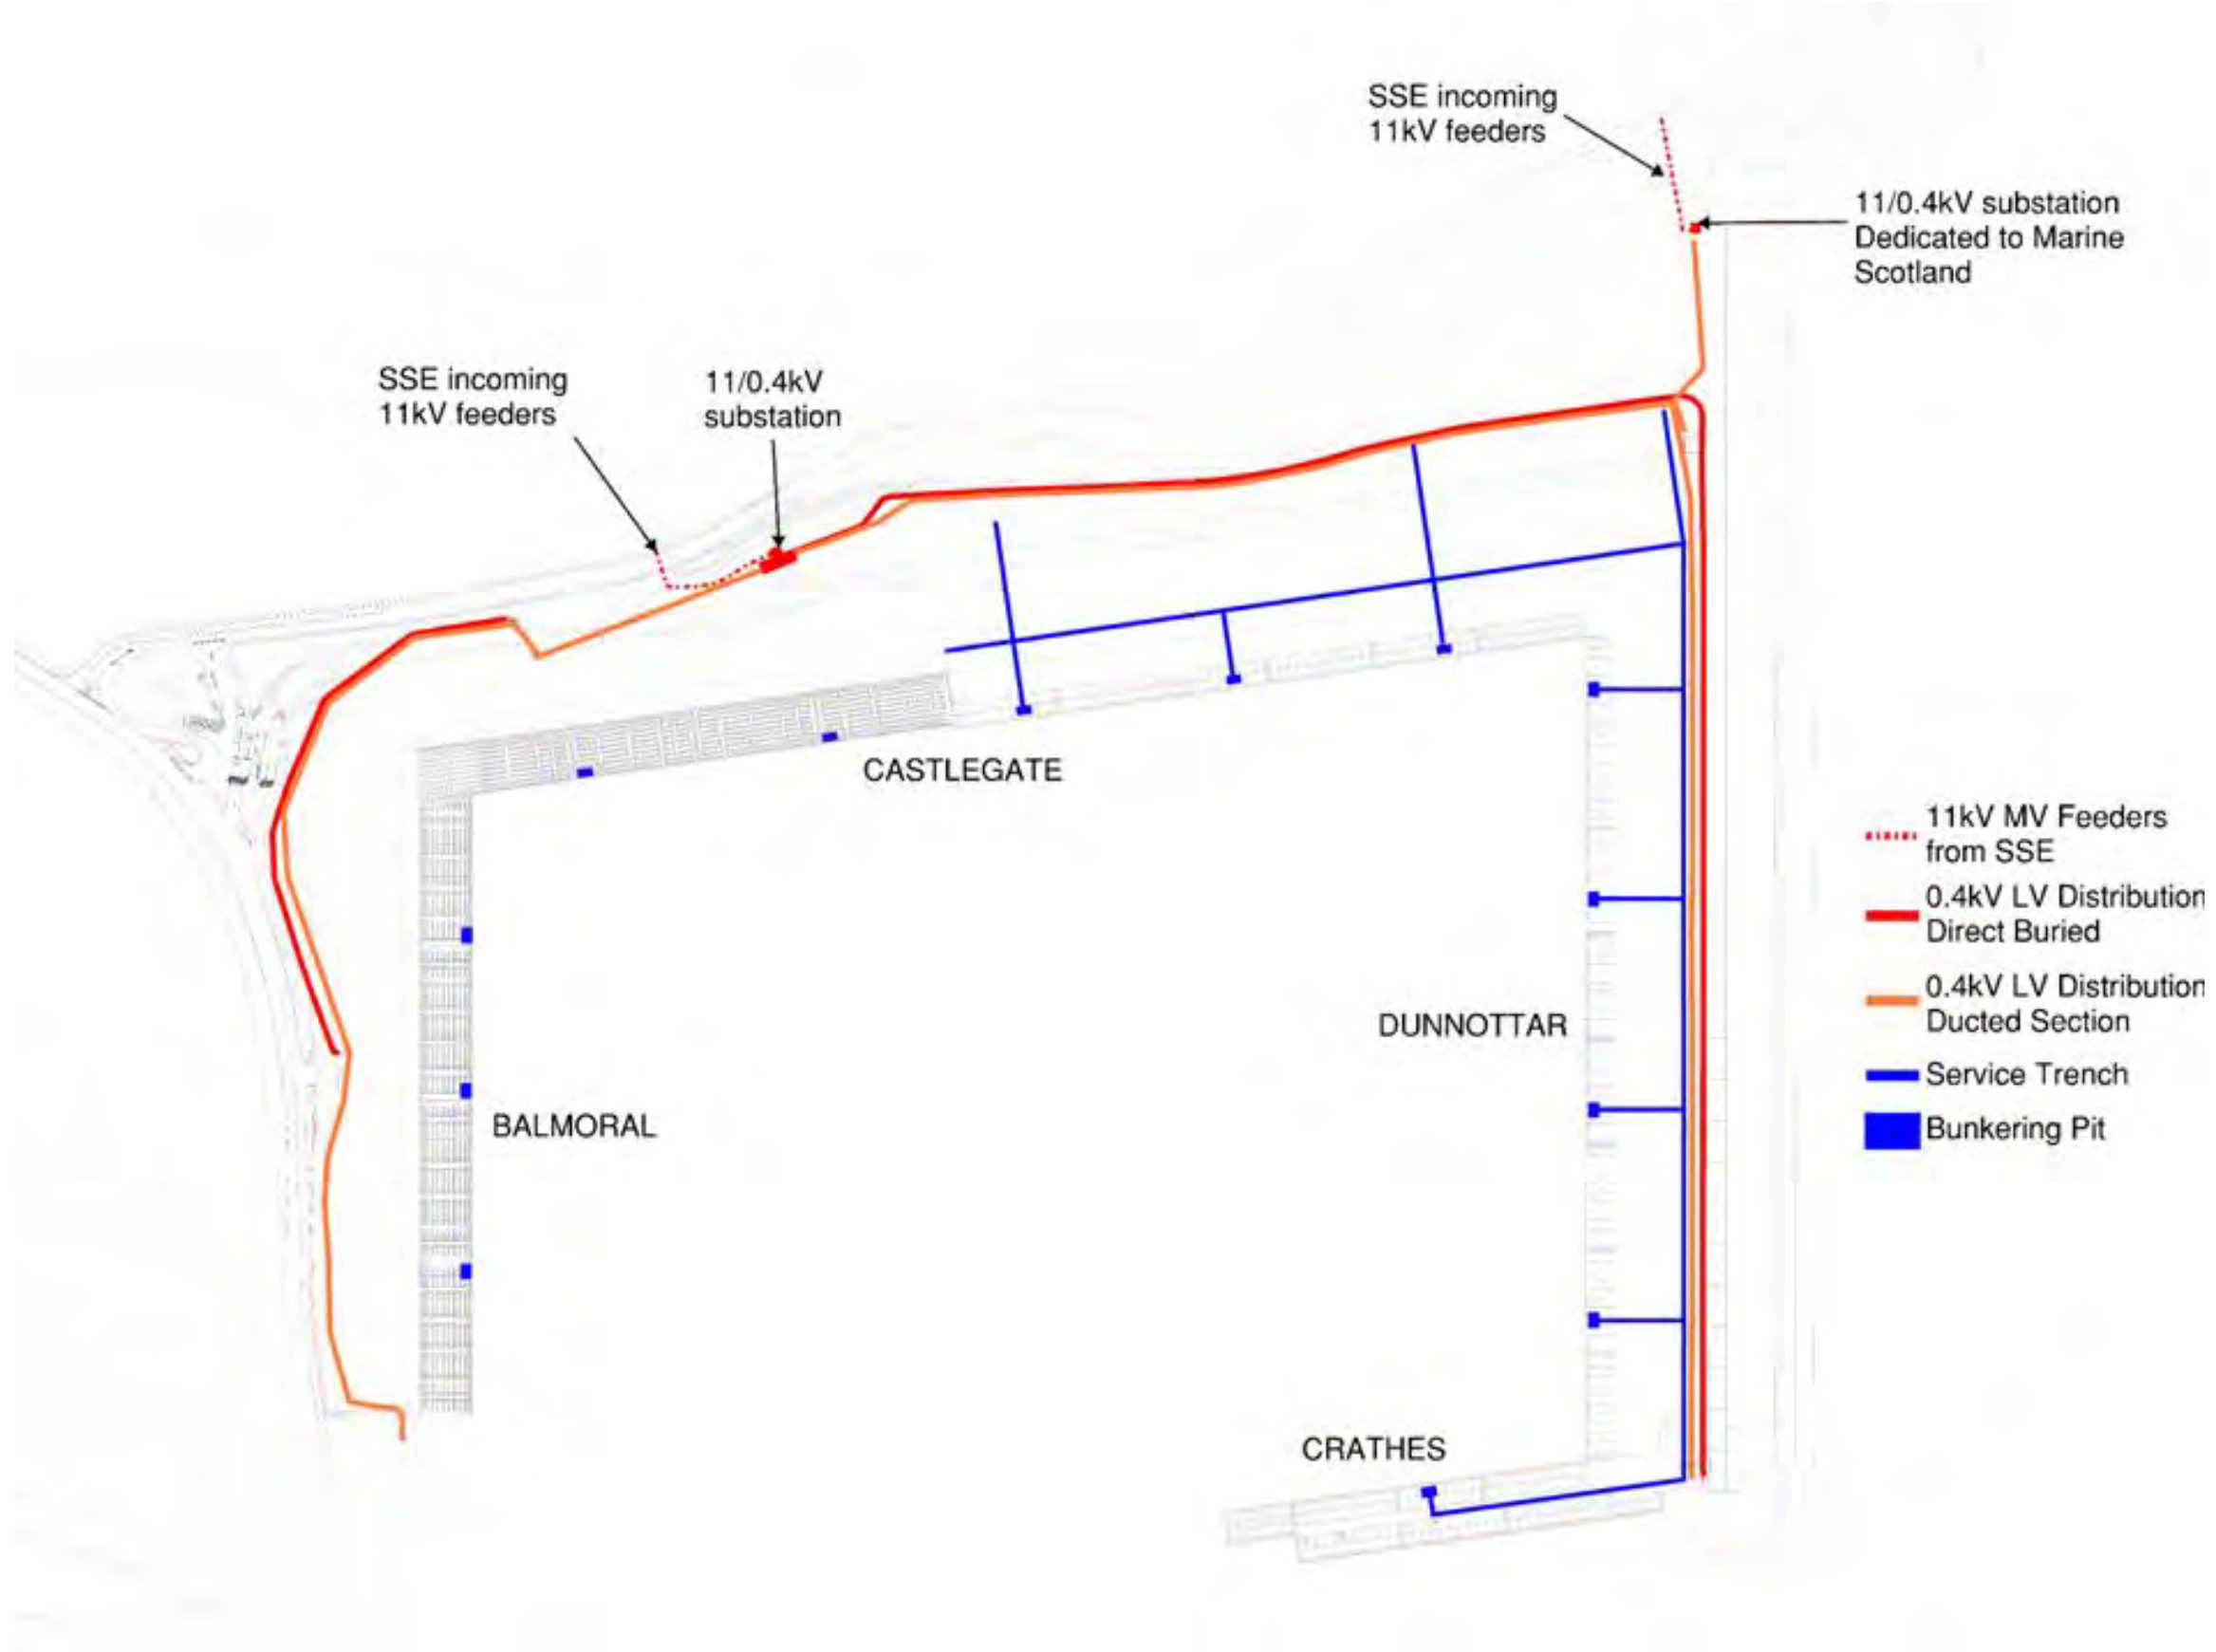 SSE incoming
11kV feeders
11/0.4kV substation
Dedicated to Marine
Scotland
SSE incoming
11kV feeders
11/0.4kV
substation
CASTLEGATE
DUNNOTTAR
BALMORAL
CRATHES
11kV MV Feeders
from SSE
0.4kV LV Distribution
Direct Buried
0.4kV LV Distribution
Ducted Section
Service Trench
Bunkering Pit